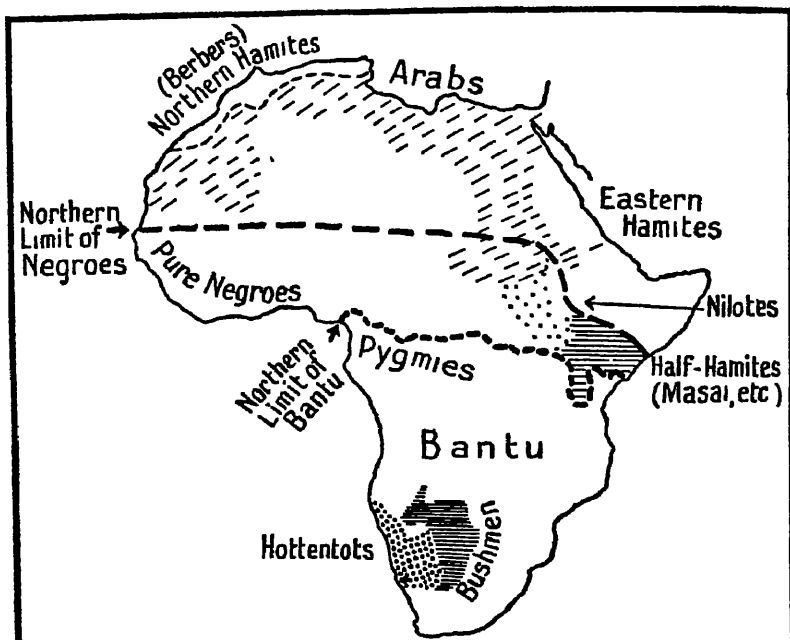 (Berbers)
Northern Hamites
Arabs
Eastern
Hamites
Northern
Limit of
Negroes
Pure Negroes
Nilotes
Northern
Limit of
Bantu
Pygmies
Half-Hamites
(Masai, etc)
Bantu
Hottentots
Bushmen